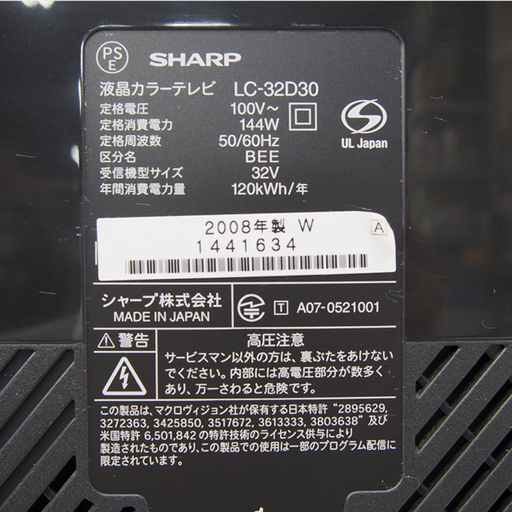 PS
E
SHARP
液晶カラーテレビ LC-32D30
定格電圧 100V～
定格消費電力 144W
定格周波数 50/60Hz
区分名 BEE
受信機型サイズ 32V
年間消費電力量 120kWh/年
UL Japan
2008年製 W
A
1441634
シャープ株式会社
MADE IN JAPAN
T A07-0521001
警告
高圧注意
サービスマン以外の方は、裏ぶたをあけない
でください。内部には高電圧部分が数多く
あり、万一さわると危険です。
この製品は、マクロヴィジョン社が保有する日本特許 "2895629,
3272363, 3425850, 3517672, 3613333, 3803638" 及び
米国特許 6,501,842 の特許技術のライセンス供与により
製造されたものであり、この製品での使用は一部のプログラム配信に
限定されています。